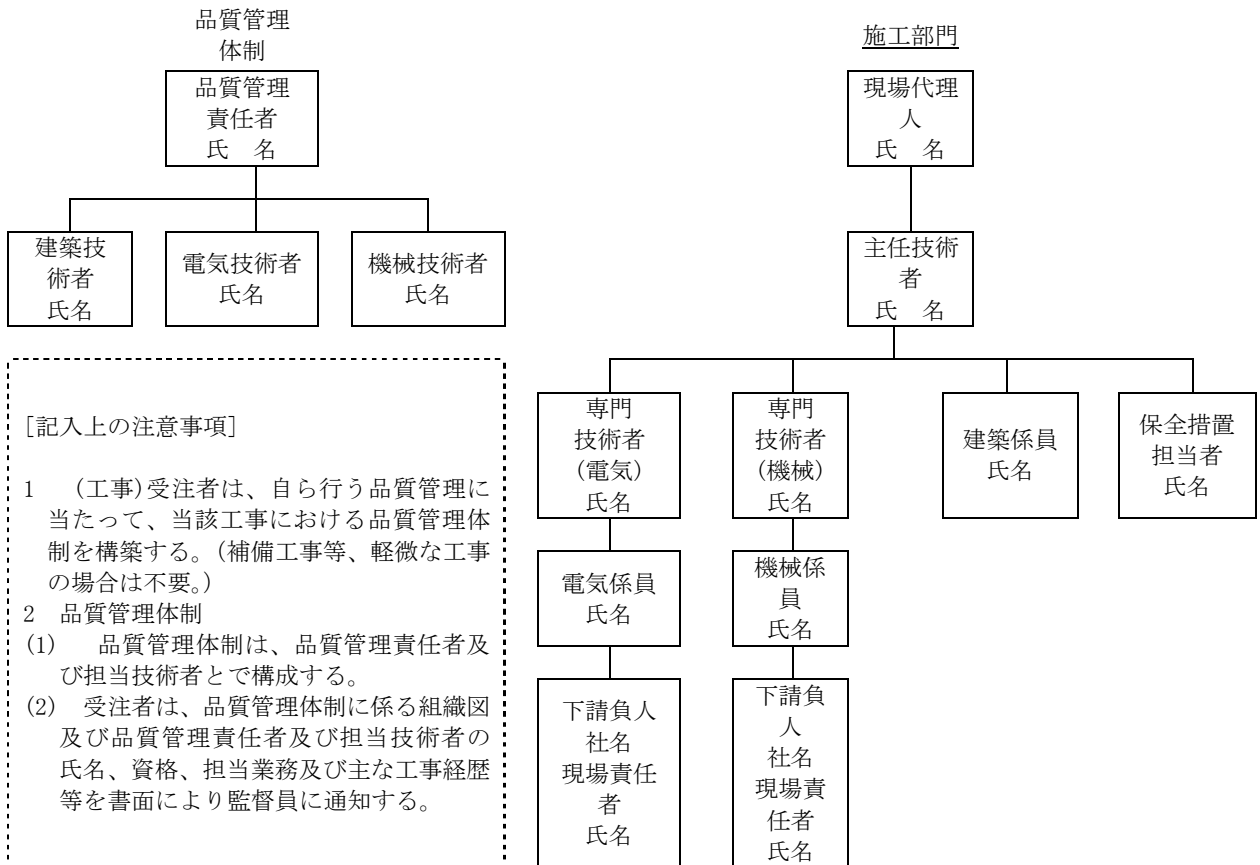 品質管理
体制
品質管理
責任者
氏　名
建築技
術者
氏名
電気技術者
氏名
機械技術者
氏名
[記入上の注意事項]
1　(工事)受注者は、自ら行う品質管理に
当たって、当該工事における品質管理体
制を構築する。(補備工事等、軽微な工事
の場合は不要。)
2　品質管理体制
(1)　品質管理体制は、品質管理責任者及
び担当技術者とで構成する。
(2)　受注者は、品質管理体制に係る組織図
及び品質管理責任者及び担当技術者の
氏名、資格、担当業務及び主な工事経歴
等を書面により監督員に通知する。
施工部門
現場代理
人
氏　名
主任技術
者
氏　名
専門
技術者
(電気)
氏名
専門
技術者
(機械)
氏名
建築係員
氏名
保全措置
担当者
氏名
電気係員
氏名
機械係
員
氏名
下請負人
社名
現場責任
者
氏名
下請負
人
社名
現場責
任者
氏名